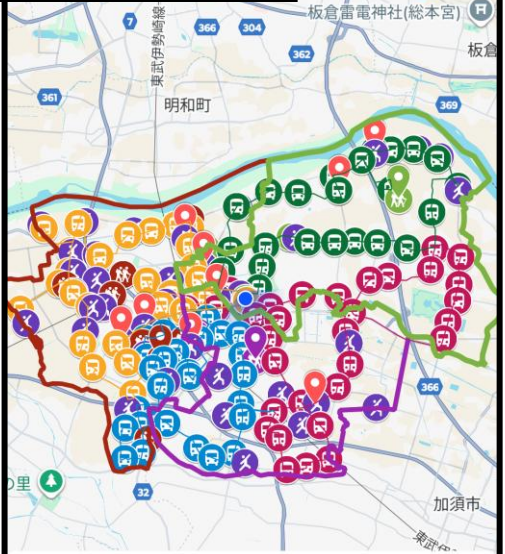 板倉雷電神社(総本宮)
7
366
304
東武伊勢崎線
362
板倉
361
明和町
369
366
の里
32
加須市
東武伊